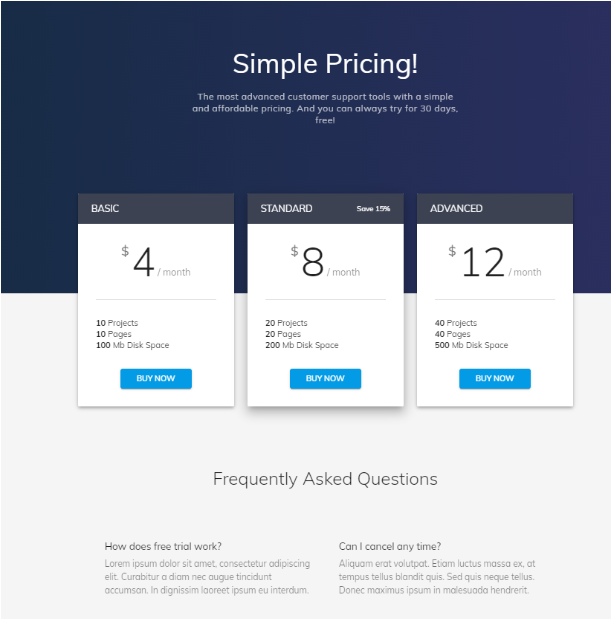 Simple Pricing!
The most advanced customer support tools with a simple
and affordable pricing. And you can always try for 30 days,
free!
BASIC
$4 / month
10 Projects
10 Pages
100 Mb Disk Space
BUY NOW
STANDARD Save 15%
$8 / month
20 Projects
20 Pages
200 Mb Disk Space
BUY NOW
ADVANCED
$12 / month
40 Projects
40 Pages
500 Mb Disk Space
BUY NOW
Frequently Asked Questions
How does free trial work?
Lorem ipsum dolor sit amet, consectetur adipiscing
elit. Curabitur a diam nec augue tincidunt
accumsan. In dignissim laoreet ipsum eu interdum.
Can I cancel any time?
Aliquam erat volutpat. Etiam luctus massa ex, at
tempus tellus blandit quis. Sed quis neque tellus.
Donec maximus ipsum in malesuada hendrerit.